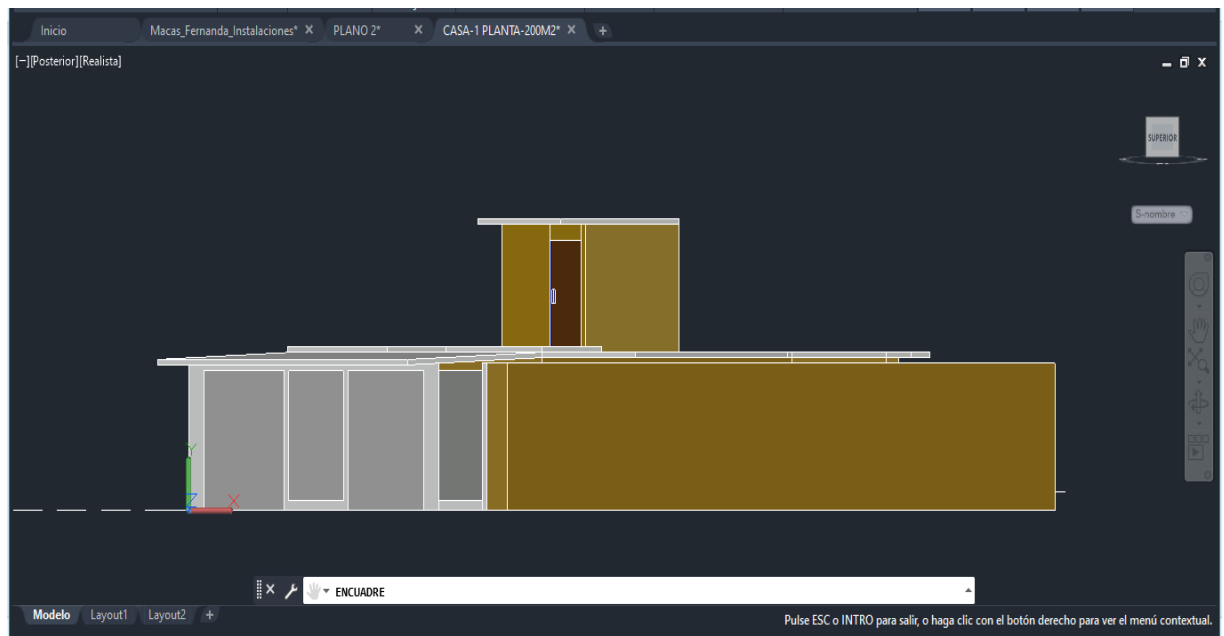 Inicio
Macas_Fernanda_Instalaciones*
PLANO 2*
CASA-1 PLANTA-200M2*
[−][Posterior][Realista]
SUPERIOR
S-nombre
Y
Z
X
ENCUADRE
Modelo
Layout1
Layout2
Pulse ESC o INTRO para salir, o haga clic con el botón derecho para ver el menú contextual.